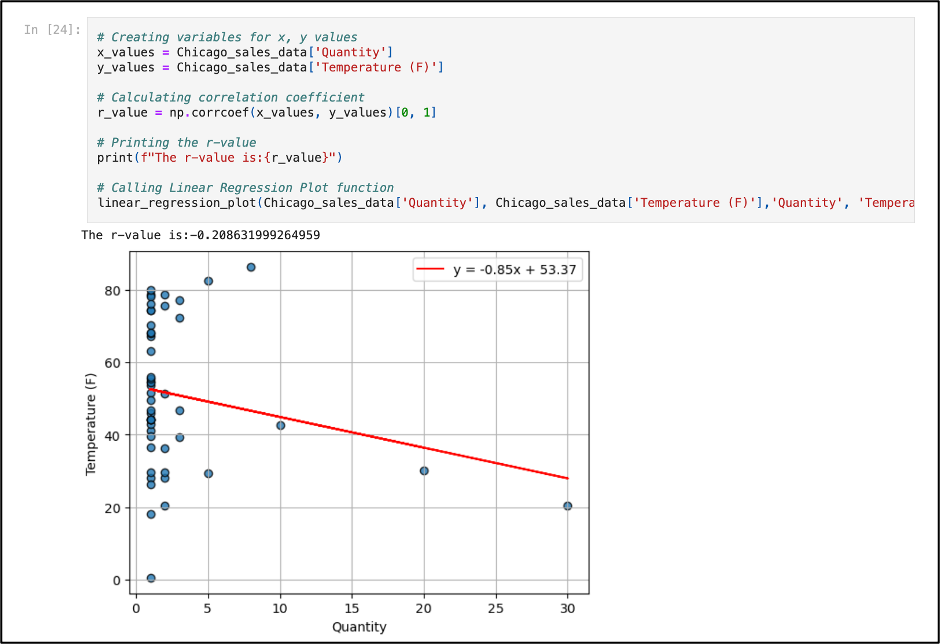 In [24]:
# Creating variables for x, y values
x_values = Chicago_sales_data['Quantity']
y_values = Chicago_sales_data['Temperature (F)']
# Calculating correlation coefficient
r_value = np.corrcoef(x_values, y_values)[0, 1]
# Printing the r-value
print(f"The r-value is:{r_value}")
# Calling Linear Regression Plot function
linear_regression_plot(Chicago_sales_data['Quantity'], Chicago_sales_data['Temperature (F)'],'Quantity', 'Tempera
The r-value is:-0.208631999264959
y = -0.85x + 53.37
80
60
40
20
0
Temperature (F)
0 5 10 15 20 25 30
Quantity